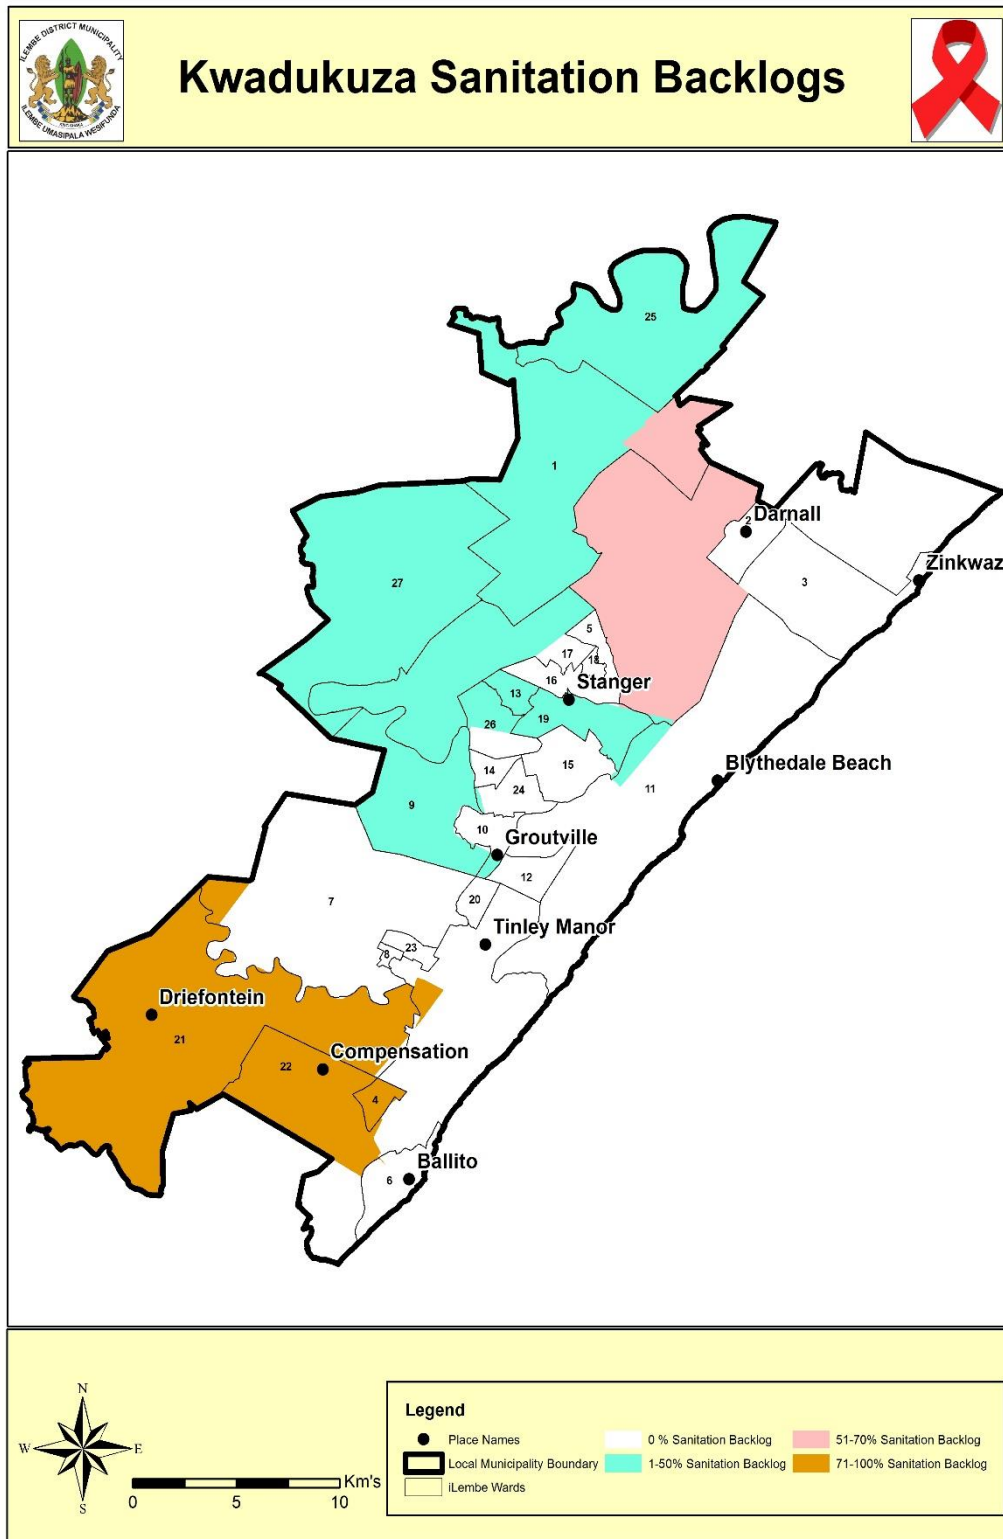 ILEMBE DISTRICT MUNICIPALITY
ILEMBE UMASIPALA WESIFUNDA
Kwadukuza Sanitation Backlogs
25
1
2
Darnall
Zinkwaz
3
27
5
17
18
16
Stanger
13
26
19
Blythedale Beach
14
15
11
24
9
10
Groutville
12
7
20
Tinley Manor
23
8
Driefontein
21
Compensation
22
4
Ballito
6
N
W E
S
Km's
0 5 10
Legend
Place Names
0 % Sanitation Backlog
51-70% Sanitation Backlog
Local Municipality Boundary
1-50% Sanitation Backlog
71-100% Sanitation Backlog
iLembe Wards